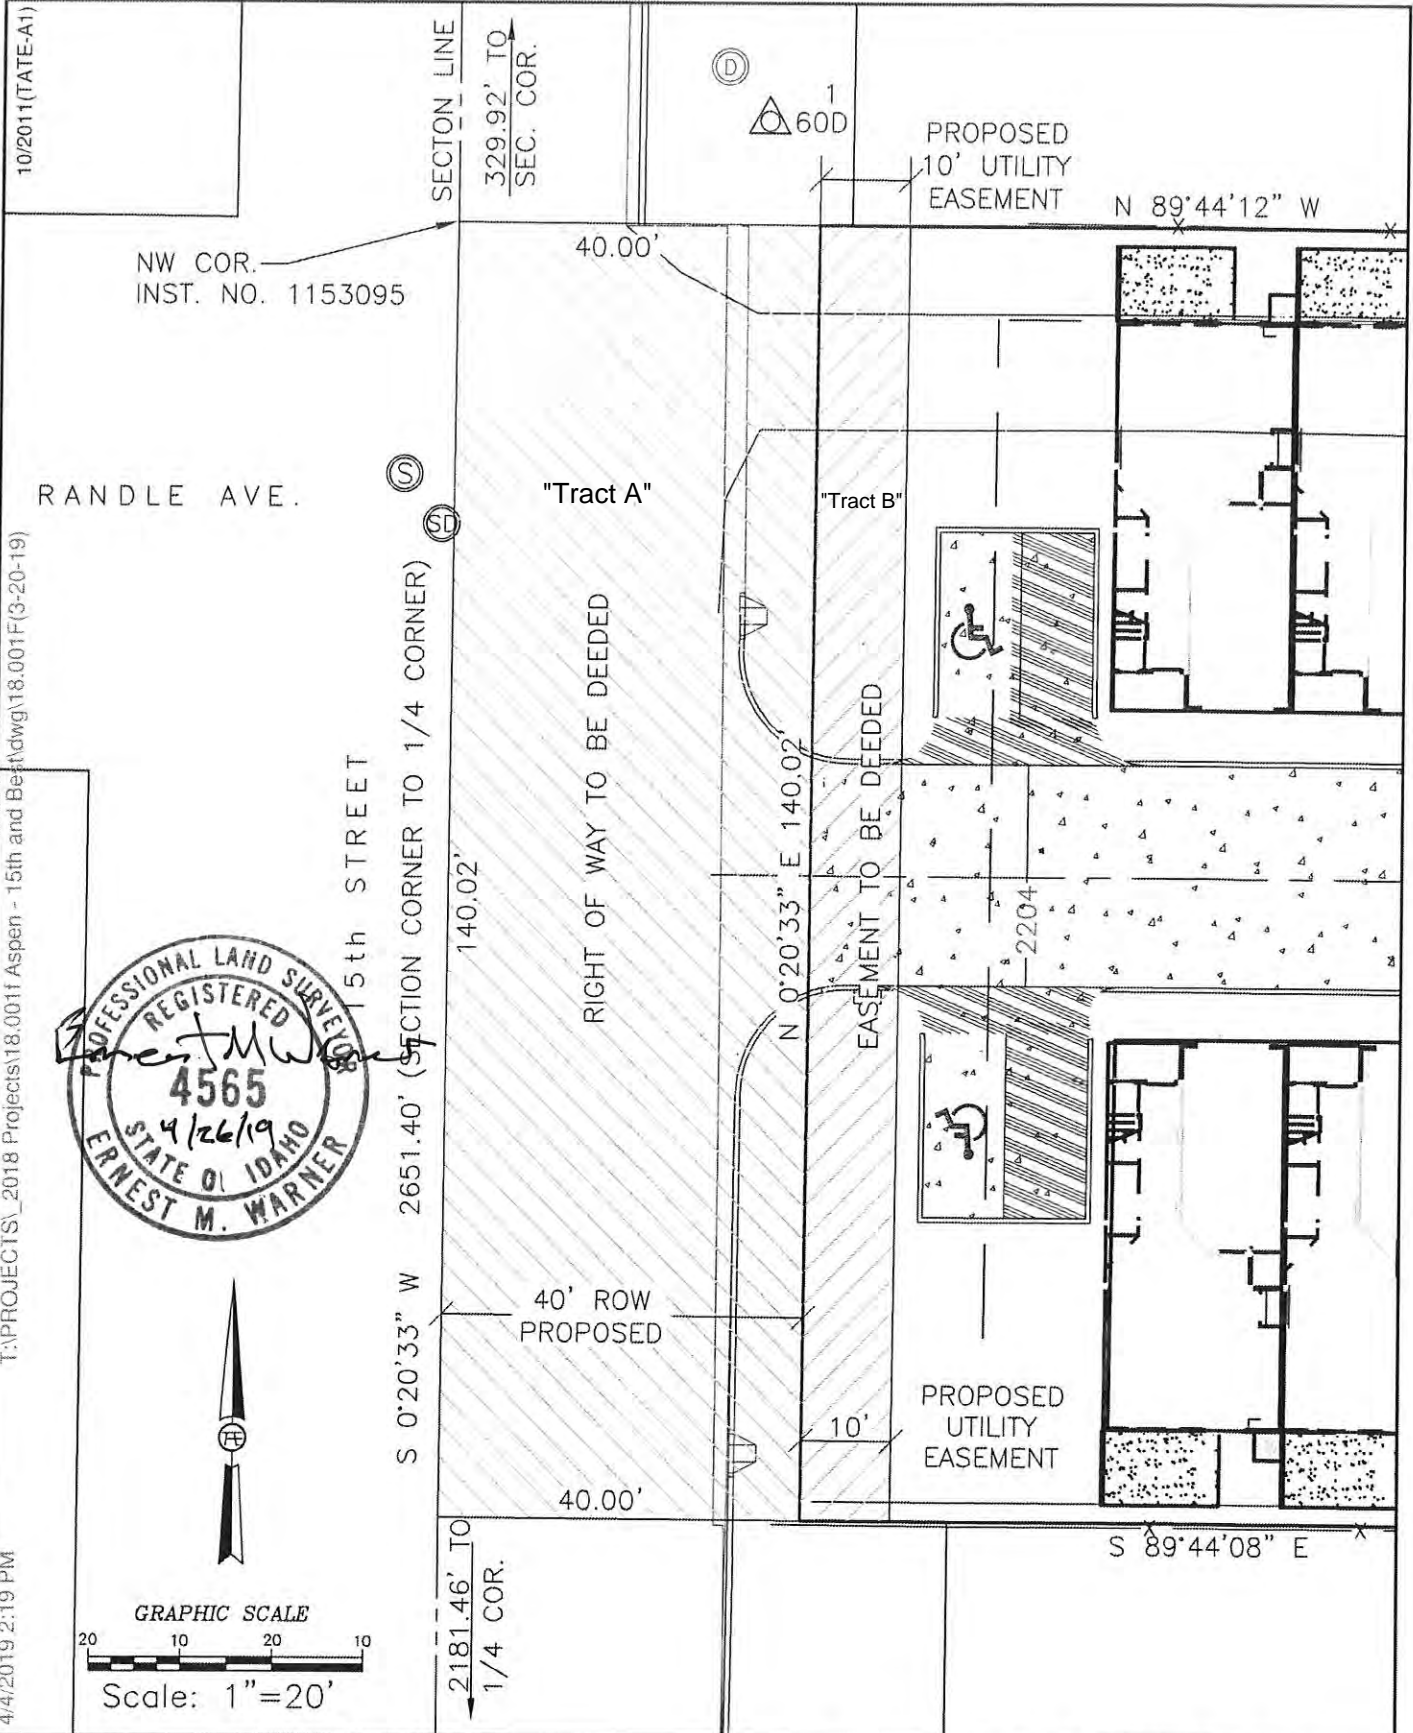 10/2011(TATE-A1)
SECTON LINE
329.92' TO
SEC. COR.
D
1
60D
PROPOSED
10' UTILITY
EASEMENT
N 89°44'12" W
NW COR.
INST. NO. 1153095
40.00'
RANDLE AVE.
S
SD
"Tract A"
"Tract B"
T:\PROJECTS\_2018 Projects\18.001f Aspen - 15th and Best\dwg\18.001F(3-20-19)
15th STREET
S 0°20'33" W 2651.40' (SECTION CORNER TO 1/4 CORNER)
140.02'
RIGHT OF WAY TO BE DEEDED
N 0°20'33" E 140.02'
EASEMENT TO BE DEEDED
2204
PROFESSIONAL LAND SURVEYOR
REGISTERED
4565
4/26/19
STATE OF IDAHO
ERNEST M. WARNER
40' ROW
PROPOSED
10'
PROPOSED
UTILITY
EASEMENT
40.00'
S 89°44'08" E
2181.46' TO
1/4 COR.
GRAPHIC SCALE
20 10 20 10
Scale: 1"=20'
4/4/2019 2:19 PM